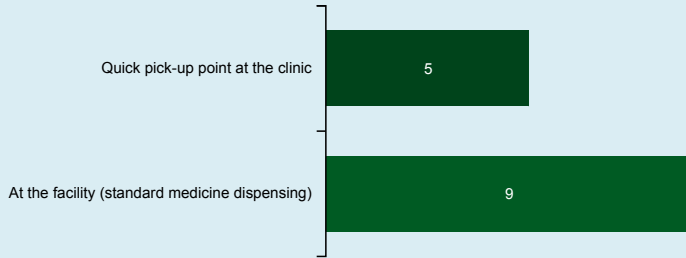 Quick pick-up point at the clinic
5
At the facility (standard medicine dispensing)
9